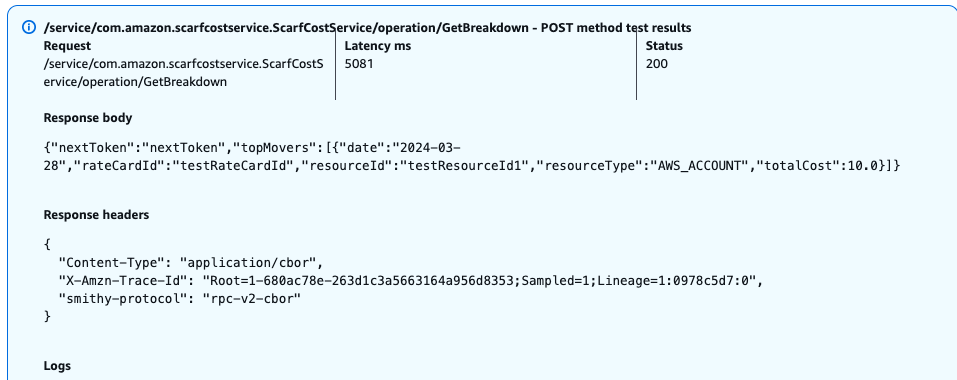 /service/com.amazon.scarfcostservice.ScarfCostService/operation/GetBreakdown - POST method test results
Request
/service/com.amazon.scarfcostservice.ScarfCostS
ervice/operation/GetBreakdown
Latency ms
5081
Status
200
Response body
{"nextToken":"nextToken","topMovers":[{"date":"2024-03-
28","rateCardId":"testRateCardId","resourceId":"testResourceId1","resourceType":"AWS_ACCOUNT","totalCost":10.0}]}
Response headers
{
  "Content-Type": "application/cbor",
  "X-Amzn-Trace-Id": "Root=1-680ac78e-263d1c3a5663164a956d8353;Sampled=1;Lineage=1:0978c5d7:0",
  "smithy-protocol": "rpc-v2-cbor"
}
Logs